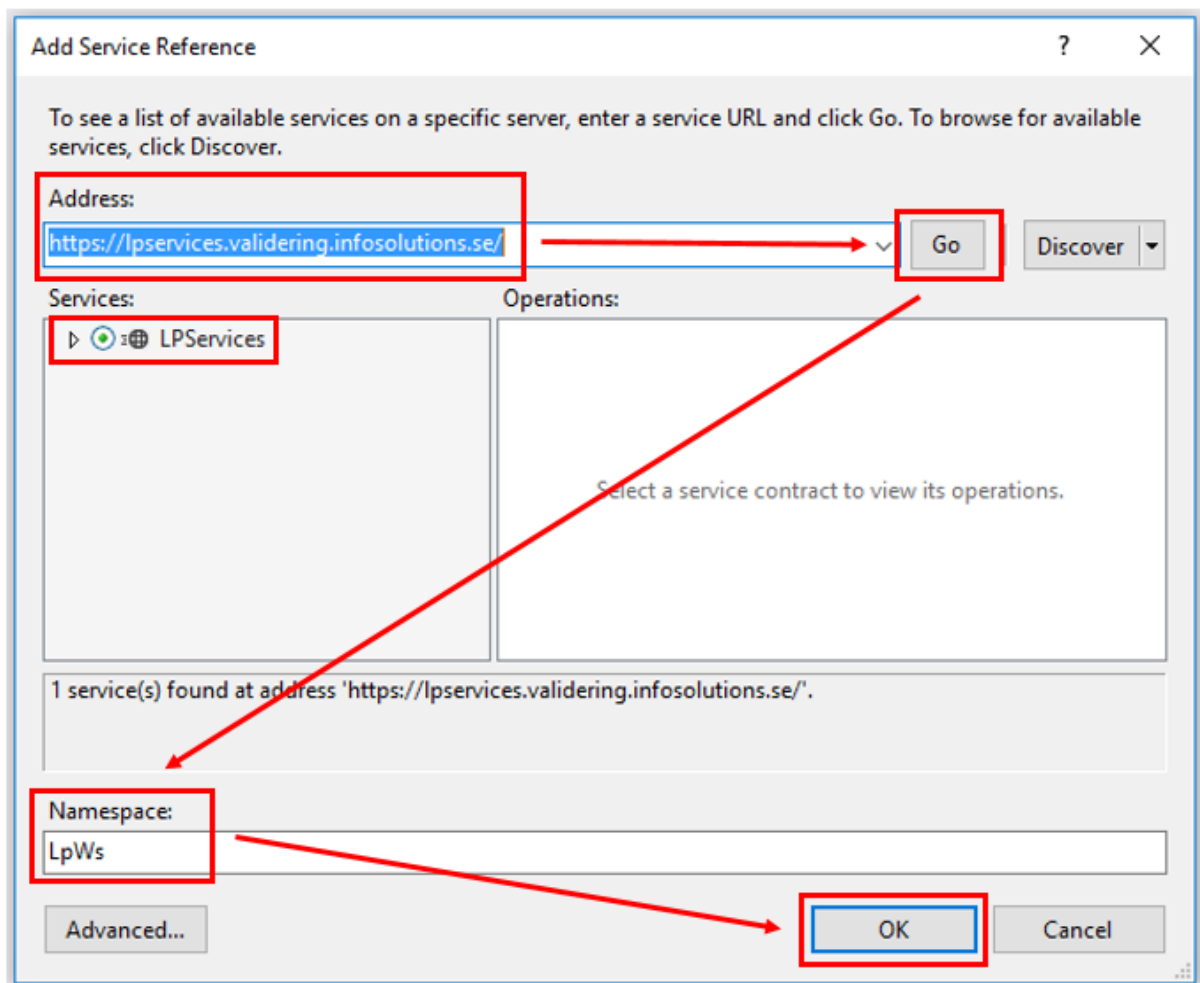 Add Service Reference
?
To see a list of available services on a specific server, enter a service URL and click Go. To browse for available
services, click Discover.
Address:
https://lpservices.validering.infosolutions.se/
Go
Discover
Services:
Operations:
LPServices
Select a service contract to view its operations.
1 service(s) found at address 'https://lpservices.validering.infosolutions.se/'.
Namespace:
LpWs
Advanced...
OK
Cancel